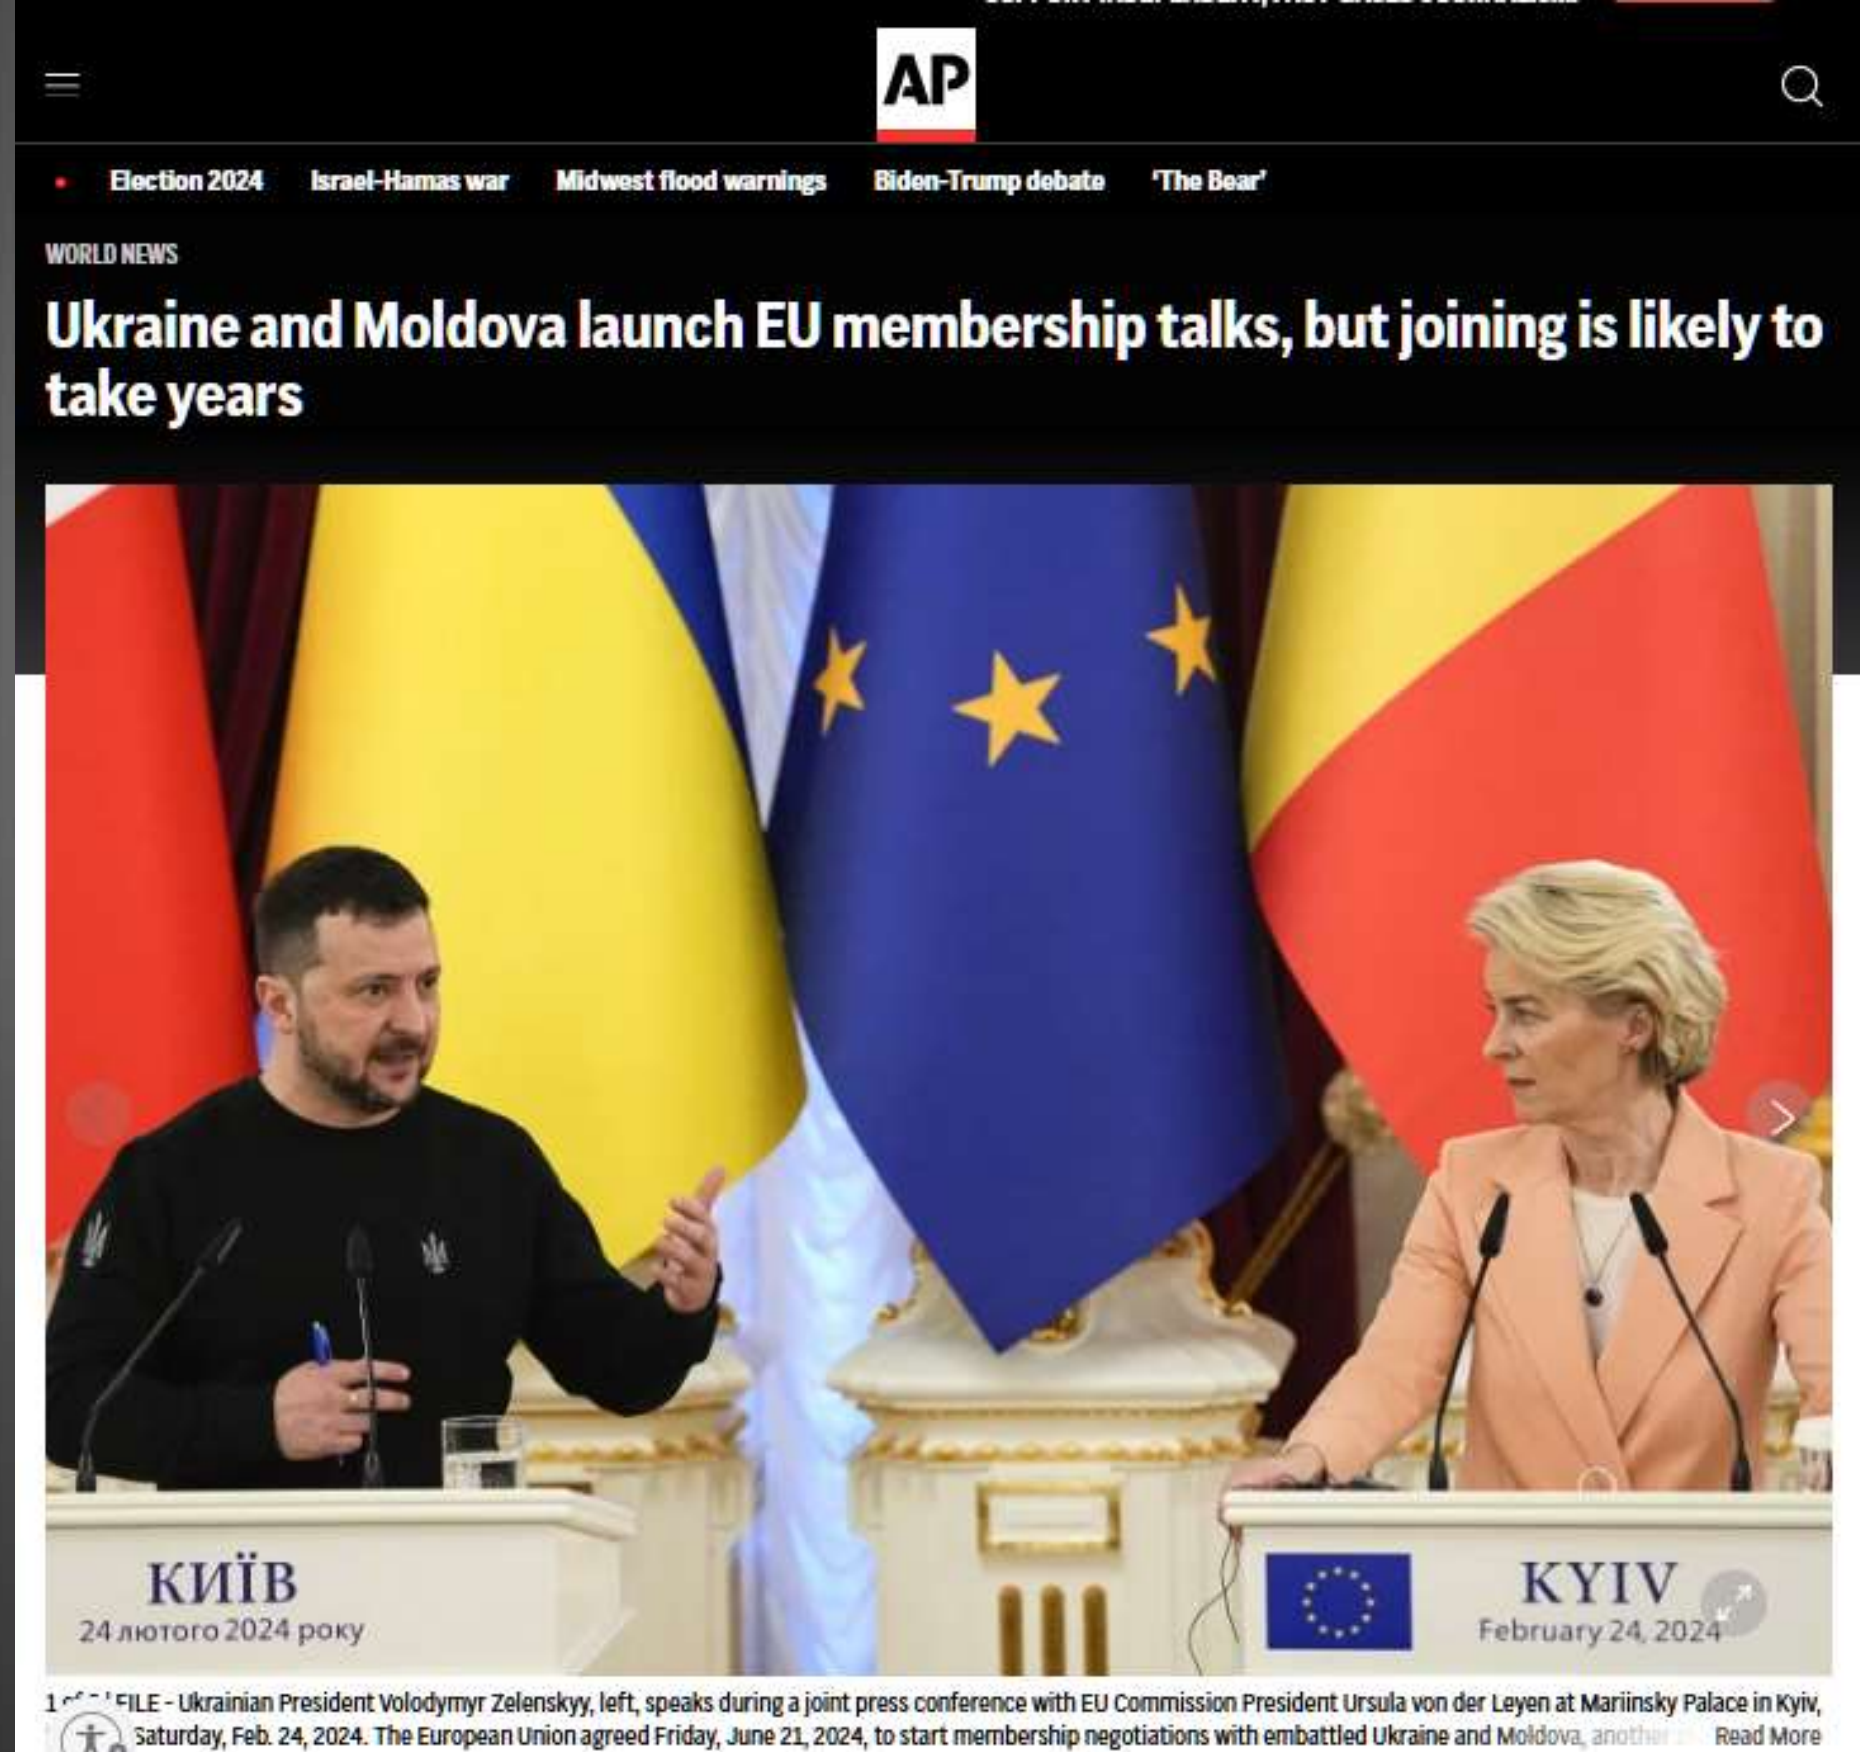 AP
Election 2024 Israel-Hamas war Midwest flood warnings Biden-Trump debate ‘The Bear’
WORLD NEWS
Ukraine and Moldova launch EU membership talks, but joining is likely to
take years
КИЇВ
24 лютого 2024 року
KYIV
February 24, 2024
1 FILE - Ukrainian President Volodymyr Zelenskyy, left, speaks during a joint press conference with EU Commission President Ursula von der Leyen at Mariinsky Palace in Kyiv,
Saturday, Feb. 24, 2024. The European Union agreed Friday, June 21, 2024, to start membership negotiations with embattled Ukraine and Moldova, another Read More